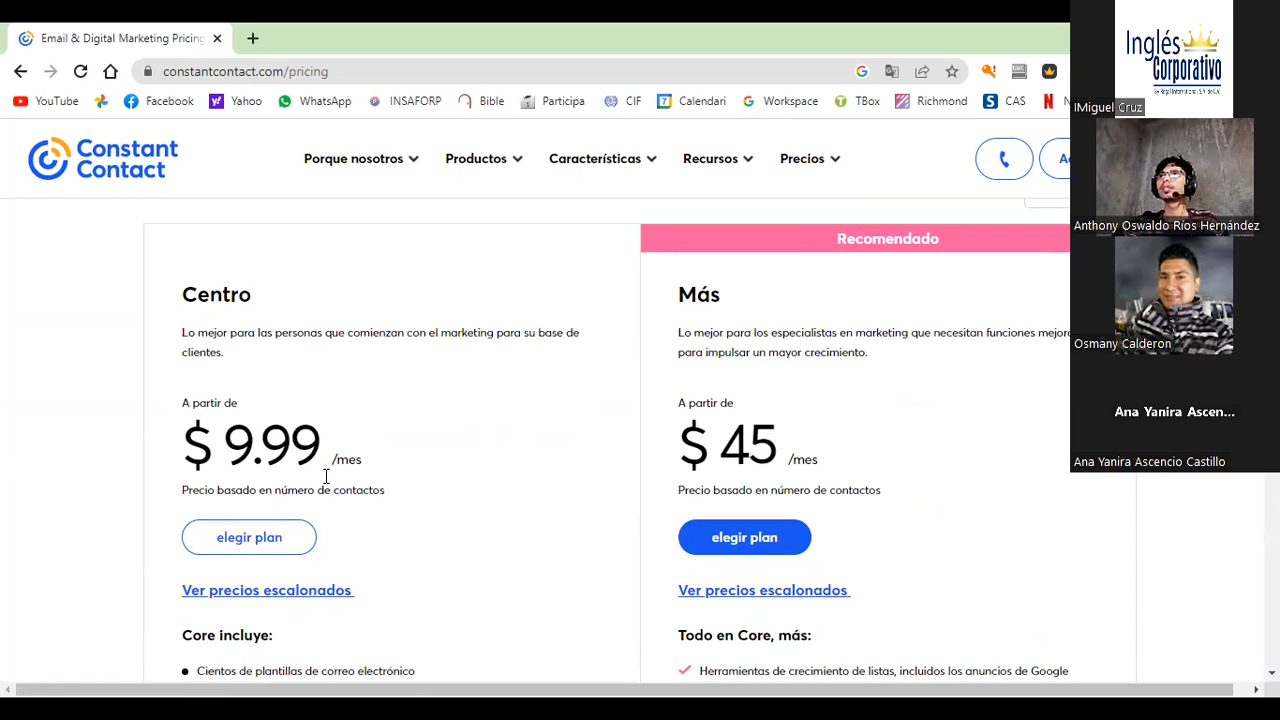 Email & Digital Marketing Pricing
constantcontact.com/pricing
YouTube
Facebook
Yahoo
WhatsApp
INSAFORP
Bible
Participa
CIF
Calendari
Workspace
TBox
Richmond
CAS
Constant
Contact
Porque nosotros
Productos
Características
Recursos
Precios
Recomendado
Centro
Lo mejor para las personas que comienzan con el marketing para su base de
clientes.
A partir de
$ 9.99 /mes
Precio basado en número de contactos
elegir plan
Ver precios escalonados
Core incluye:
Cientos de plantillas de correo electrónico
Más
Lo mejor para los especialistas en marketing que necesitan funciones mejor
para impulsar un mayor crecimiento.
A partir de
$ 45 /mes
Precio basado en número de contactos
elegir plan
Ver precios escalonados
Todo en Core, más:
Herramientas de crecimiento de listas, incluidos los anuncios de Google
Inglés
Corporativo
IMiguel Cruz
Anthony Oswaldo Ríos Hernández
Osmany Calderon
Ana Yanira Ascen...
Ana Yanira Ascencio Castillo